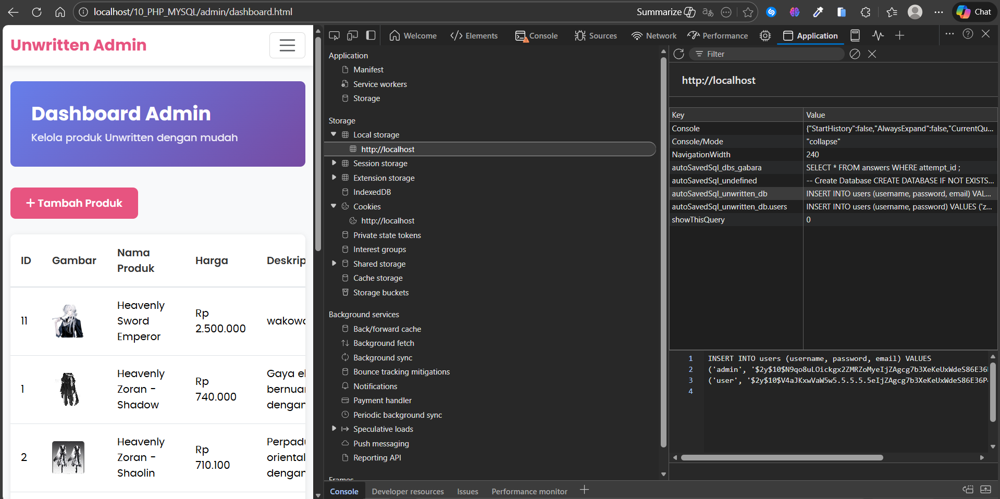 localhost/10_PHP_MYSQL/admin/dashboard.html
Summarize
Chat
Unwritten Admin
Dashboard Admin
Kelola produk Unwritten dengan mudah
+ Tambah Produk
ID Gambar Nama Produk Harga Deskrip
11 Heavenly Sword Emperor Rp 2.500.000 wakowo
1 Heavenly Zoran - Shadow Rp 740.000 Gaya el bernuar dengan
2 Heavenly Zoran - Shaolin Rp 710.100 Perpadu oriental dengan
Welcome Elements Console Sources Network Performance Application
Application
Manifest
Service workers
Storage
Storage
Local storage
http://localhost
Session storage
Extension storage
IndexedDB
Cookies
http://localhost
Private state tokens
Interest groups
Shared storage
Cache storage
Storage buckets
Background services
Back/forward cache
Background fetch
Background sync
Bounce tracking mitigations
Notifications
Payment handler
Periodic background sync
Speculative loads
Push messaging
Reporting API
Frames
Filter
http://localhost
Key Value
Console {"StartHistory":false,"AlwaysExpand":false,"CurrentQu...
Console/Mode "collapse"
NavigationWidth 240
autoSavedSql_dbs_gabara SELECT * FROM answers WHERE attempt_id ;
autoSavedSql_undefined -- Create Database CREATE DATABASE IF NOT EXISTS...
autoSavedSql_unwritten_db INSERT INTO users (username, password, email) VAL...
autoSavedSql_unwritten_db.users INSERT INTO users (username, password) VALUES ('z...
showThisQuery 0
1 INSERT INTO users (username, password, email) VALUES
2 ('admin', '$2y$10$N9qo8uLOickgx2ZMRZoMyeIjZAgcg7b3XeKeUxWdeS86E36
3 ('user', '$2y$10$V4aJKxwVaW5w5.5.5.5.5eIjZAgcg7b3XeKeUxWdeS86E36P
4
Console Developer resources Issues Performance monitor